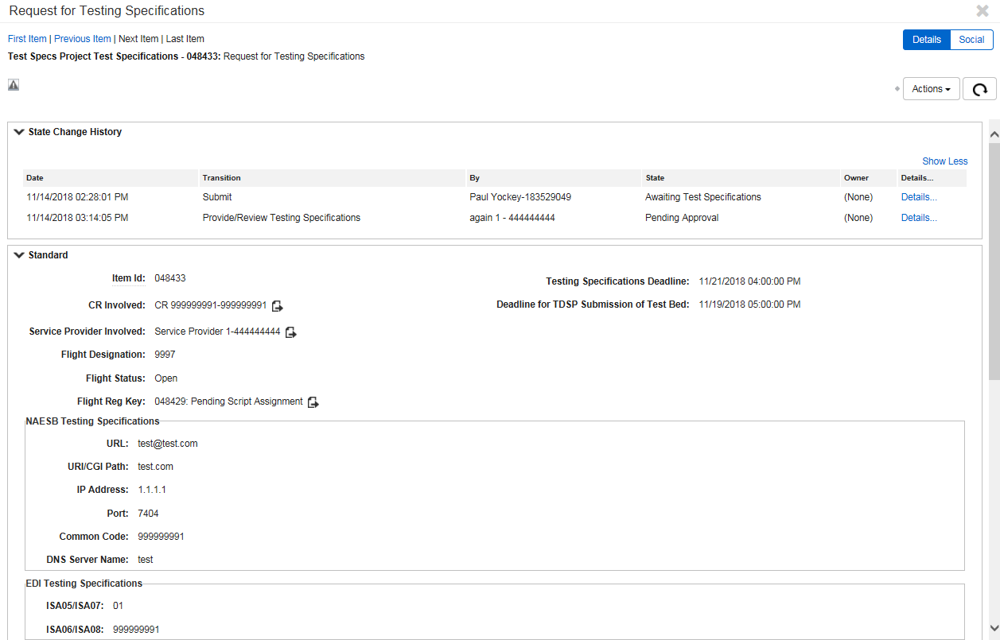 Request for Testing Specifications
First Item | Previous Item | Next Item | Last Item
Details Social
Test Specs Project Test Specifications - 048433: Request for Testing Specifications
Actions
State Change History
Show Less
Date Transition By State Owner Details...
11/14/2018 02:28:01 PM Submit Paul Yockey-183529049 Awaiting Test Specifications (None) Details...
11/14/2018 03:14:05 PM Provide/Review Testing Specifications again 1 - 444444444 Pending Approval (None) Details...
Standard
Item Id: 048433
Testing Specifications Deadline: 11/21/2018 04:00:00 PM
CR Involved: CR 999999991-999999991
Deadline for TDSP Submission of Test Bed: 11/19/2018 05:00:00 PM
Service Provider Involved: Service Provider 1-444444444
Flight Designation: 9997
Flight Status: Open
Flight Reg Key: 048429: Pending Script Assignment
NAESB Testing Specifications
URL: test@test.com
URI/CGI Path: test.com
IP Address: 1.1.1.1
Port: 7404
Common Code: 999999991
DNS Server Name: test
EDI Testing Specifications
ISA05/ISA07: 01
ISA06/ISA08: 999999991